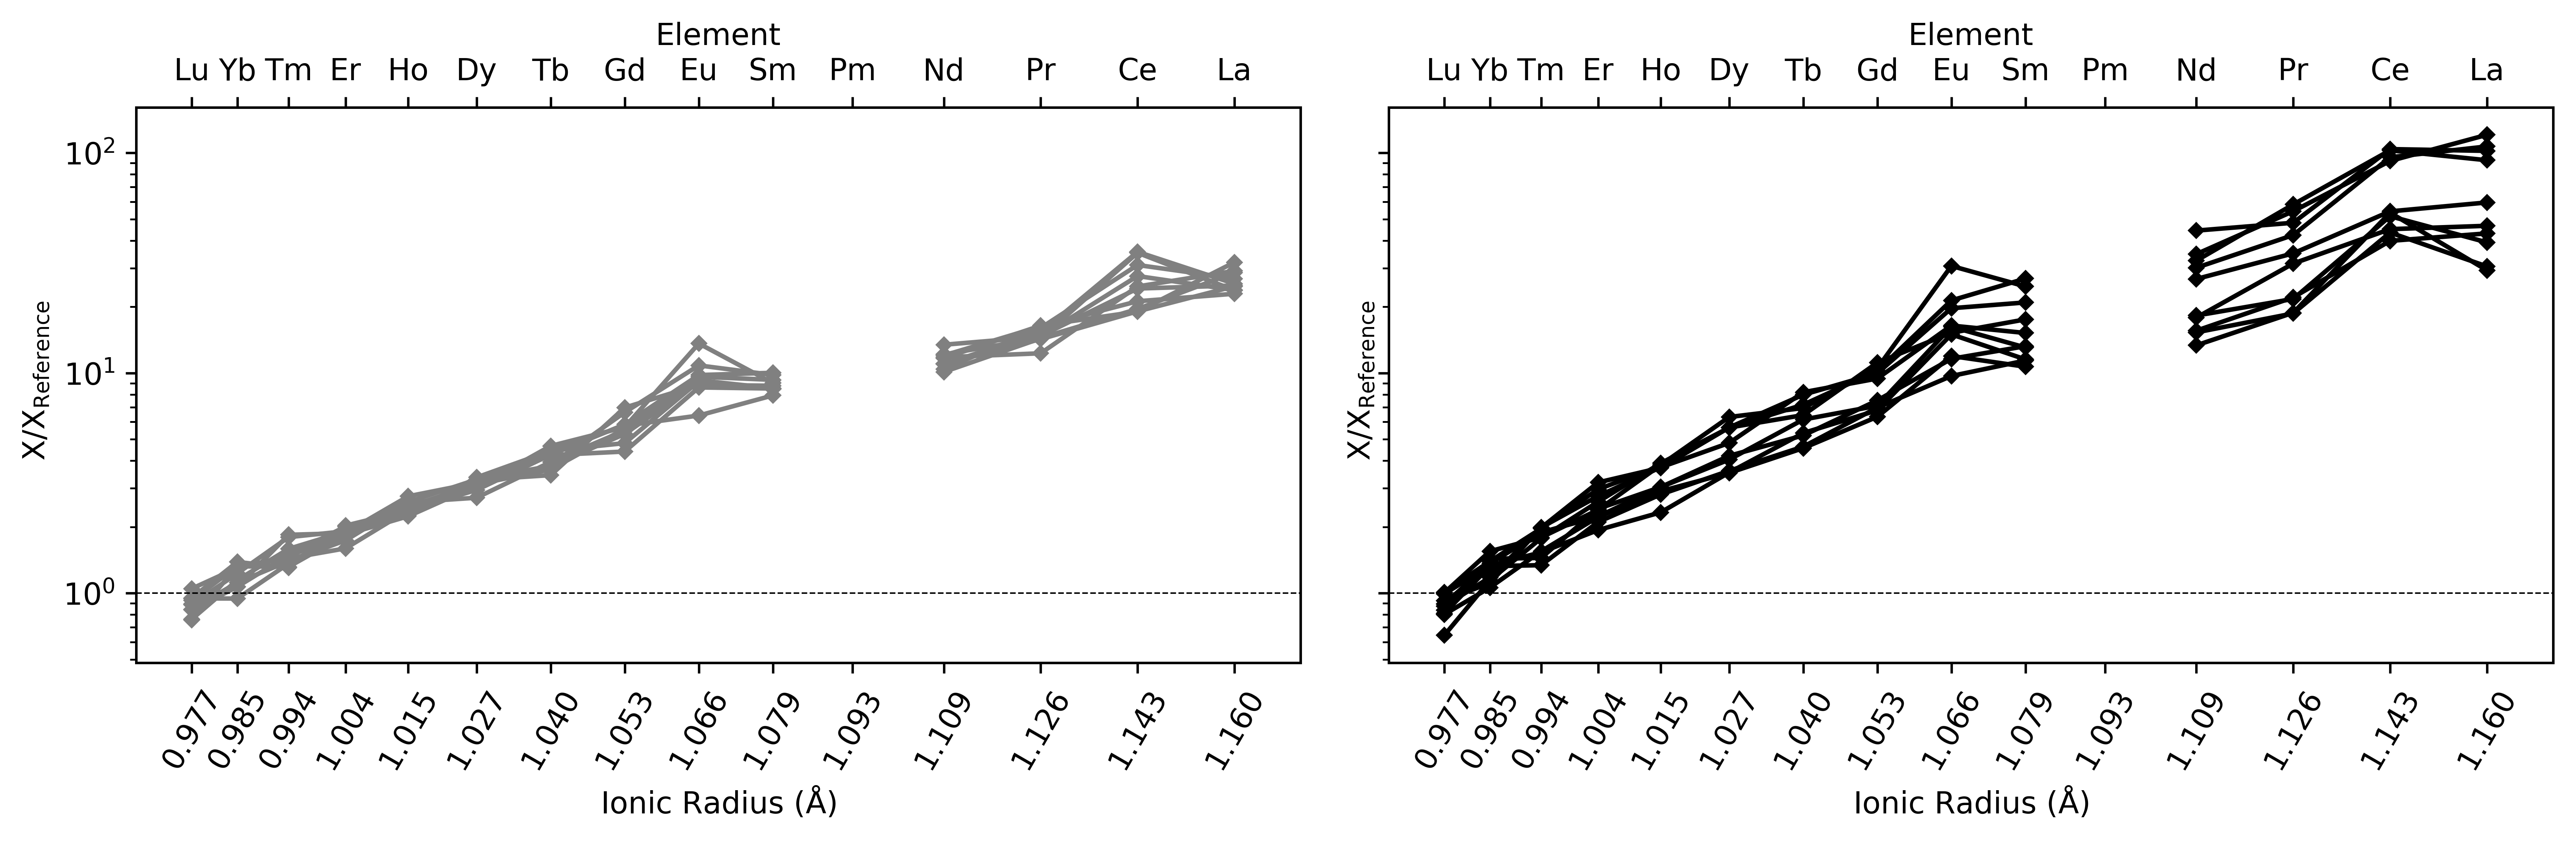 Element
Lu Yb Tm Er Ho Dy Tb Gd Eu Sm Pm Nd Pr Ce La
10²
10¹
10⁰
X/X_Reference
0.977 0.985 0.994 1.004 1.015 1.027 1.040 1.053 1.066 1.079 1.093 1.109 1.126 1.143 1.160
Ionic Radius (Å)
Element
Lu Yb Tm Er Ho Dy Tb Gd Eu Sm Pm Nd Pr Ce La
X/X_Reference
0.977 0.985 0.994 1.004 1.015 1.027 1.040 1.053 1.066 1.079 1.093 1.109 1.126 1.143 1.160
Ionic Radius (Å)